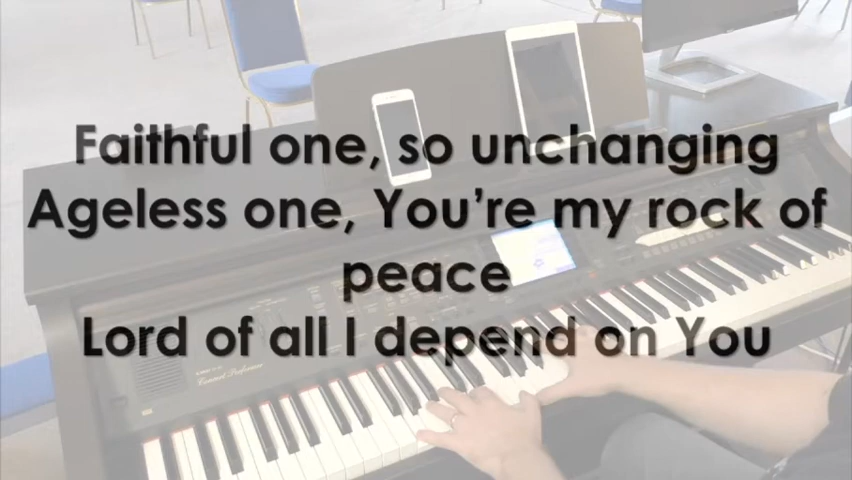 Faithful one, so unchanging
Ageless one, You're my rock of
peace
Lord of all I depend on You